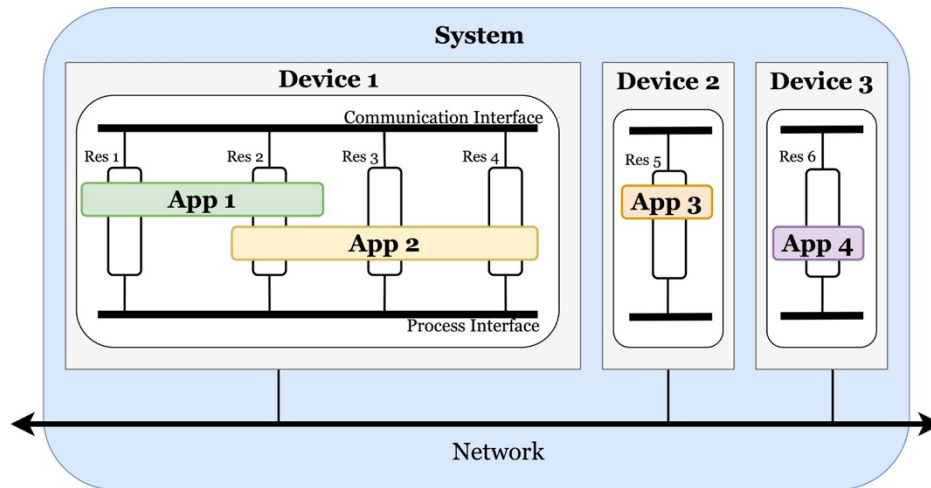 System
Device 1
Device 2
Device 3
Communication Interface
Res 1
Res 2
Res 3
Res 4
Res 5
Res 6
App 1
App 3
App 2
App 4
Process Interface
Network